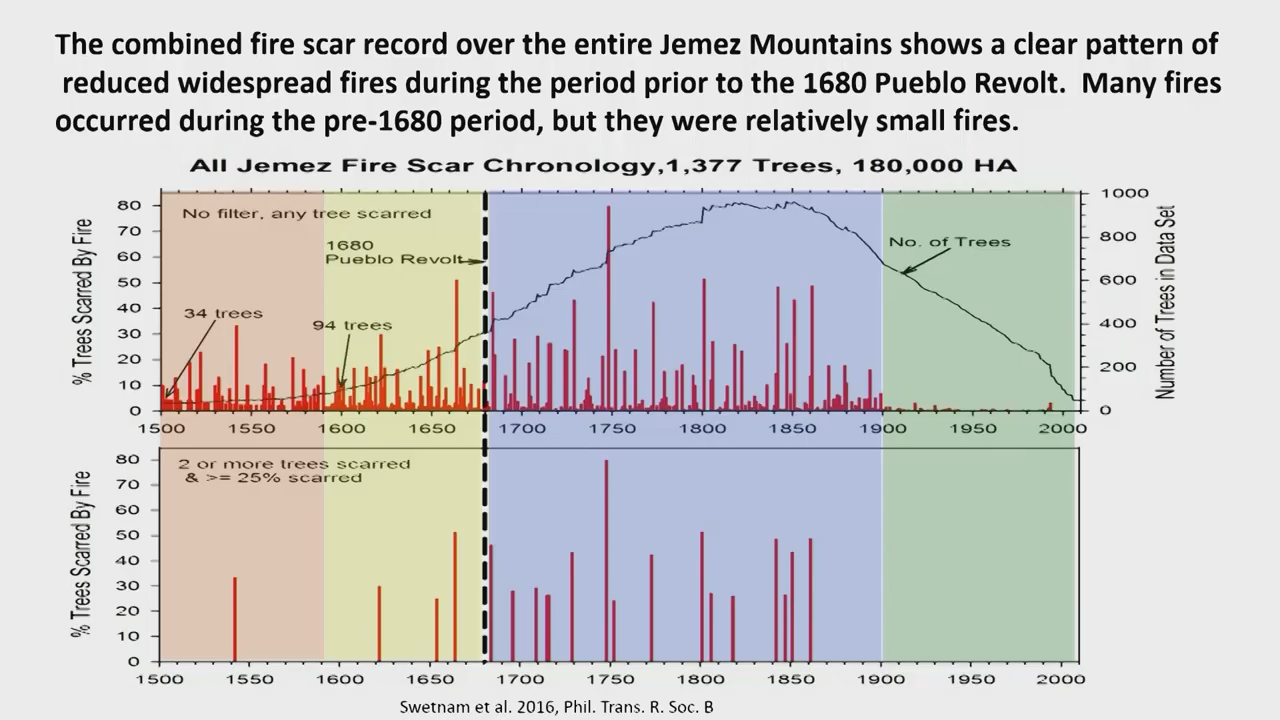 The combined fire scar record over the entire Jemez Mountains shows a clear pattern of
reduced widespread fires during the period prior to the 1680 Pueblo Revolt.  Many fires
occurred during the pre-1680 period, but they were relatively small fires.
All Jemez Fire Scar Chronology,1,377 Trees, 180,000 HA
% Trees Scarred By Fire
80
70
60
50
40
30
20
10
0
No filter, any tree scarred
1680
Pueblo Revolt
34 trees
94 trees
No. of Trees
1000
800
600
400
200
0
Number of Trees in Data Set
1500 1550 1600 1650 1700 1750 1800 1850 1900 1950 2000
% Trees Scarred By Fire
80
70
60
50
40
30
20
10
0
2 or more trees scarred
& >= 25% scarred
1500 1550 1600 1650 1700 1750 1800 1850 1900 1950 2000
Swetnam et al. 2016, Phil. Trans. R. Soc. B